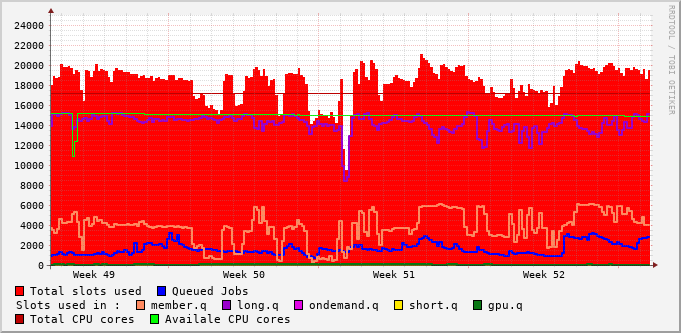 24000
22000
20000
18000
16000
14000
12000
10000
8000
6000
4000
2000
0
Week 49 Week 50 Week 51 Week 52
RRDTOOL / TOBI OETIKER
Total slots used Queued Jobs
Slots used in : member.q long.q ondemand.q short.q gpu.q
Total CPU cores Availale CPU cores